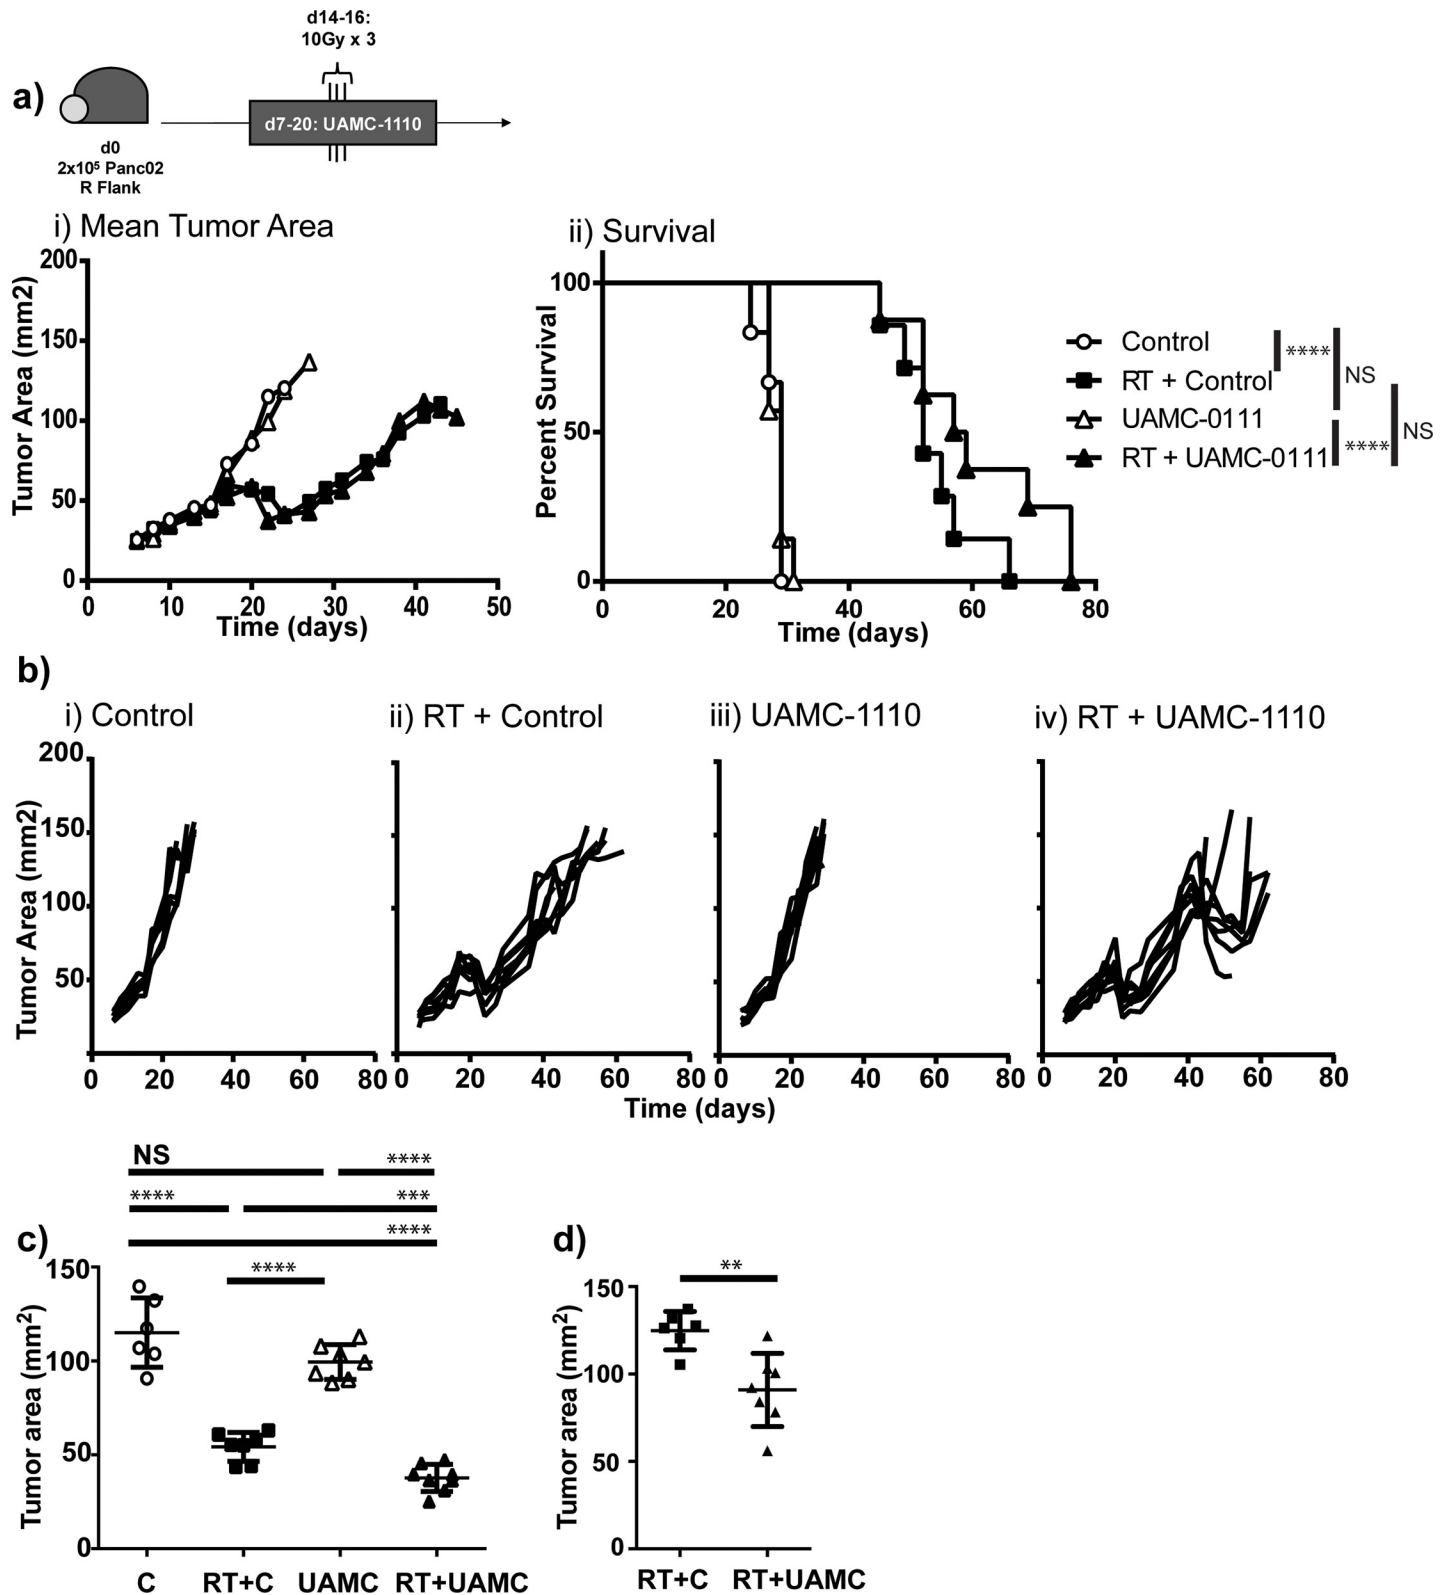 a)
d14-16:
10Gy x 3
d7-20: UAMC-1110
d0
2x10⁵ Panc02
R Flank
i) Mean Tumor Area
Tumor Area (mm2)
200
150
100
50
0
0 10 20 30 40 50
Time (days)
ii) Survival
Percent Survival
100
50
0
0 20 40 60 80
Time (days)
Control
RT + Control
UAMC-0111
RT + UAMC-0111
****
NS
****
NS
b)
i) Control
ii) RT + Control
iii) UAMC-1110
iv) RT + UAMC-1110
Tumor Area (mm2)
200
150
100
50
0 20 40 60 80
0 20 40 60 80
0 20 40 60 80
0 20 40 60 80
Time (days)
c)
NS
****
****
***
****
****
Tumor area (mm²)
150
100
50
0
C RT+C UAMC RT+UAMC
d)
**
Tumor area (mm²)
150
100
50
0
RT+C RT+UAMC